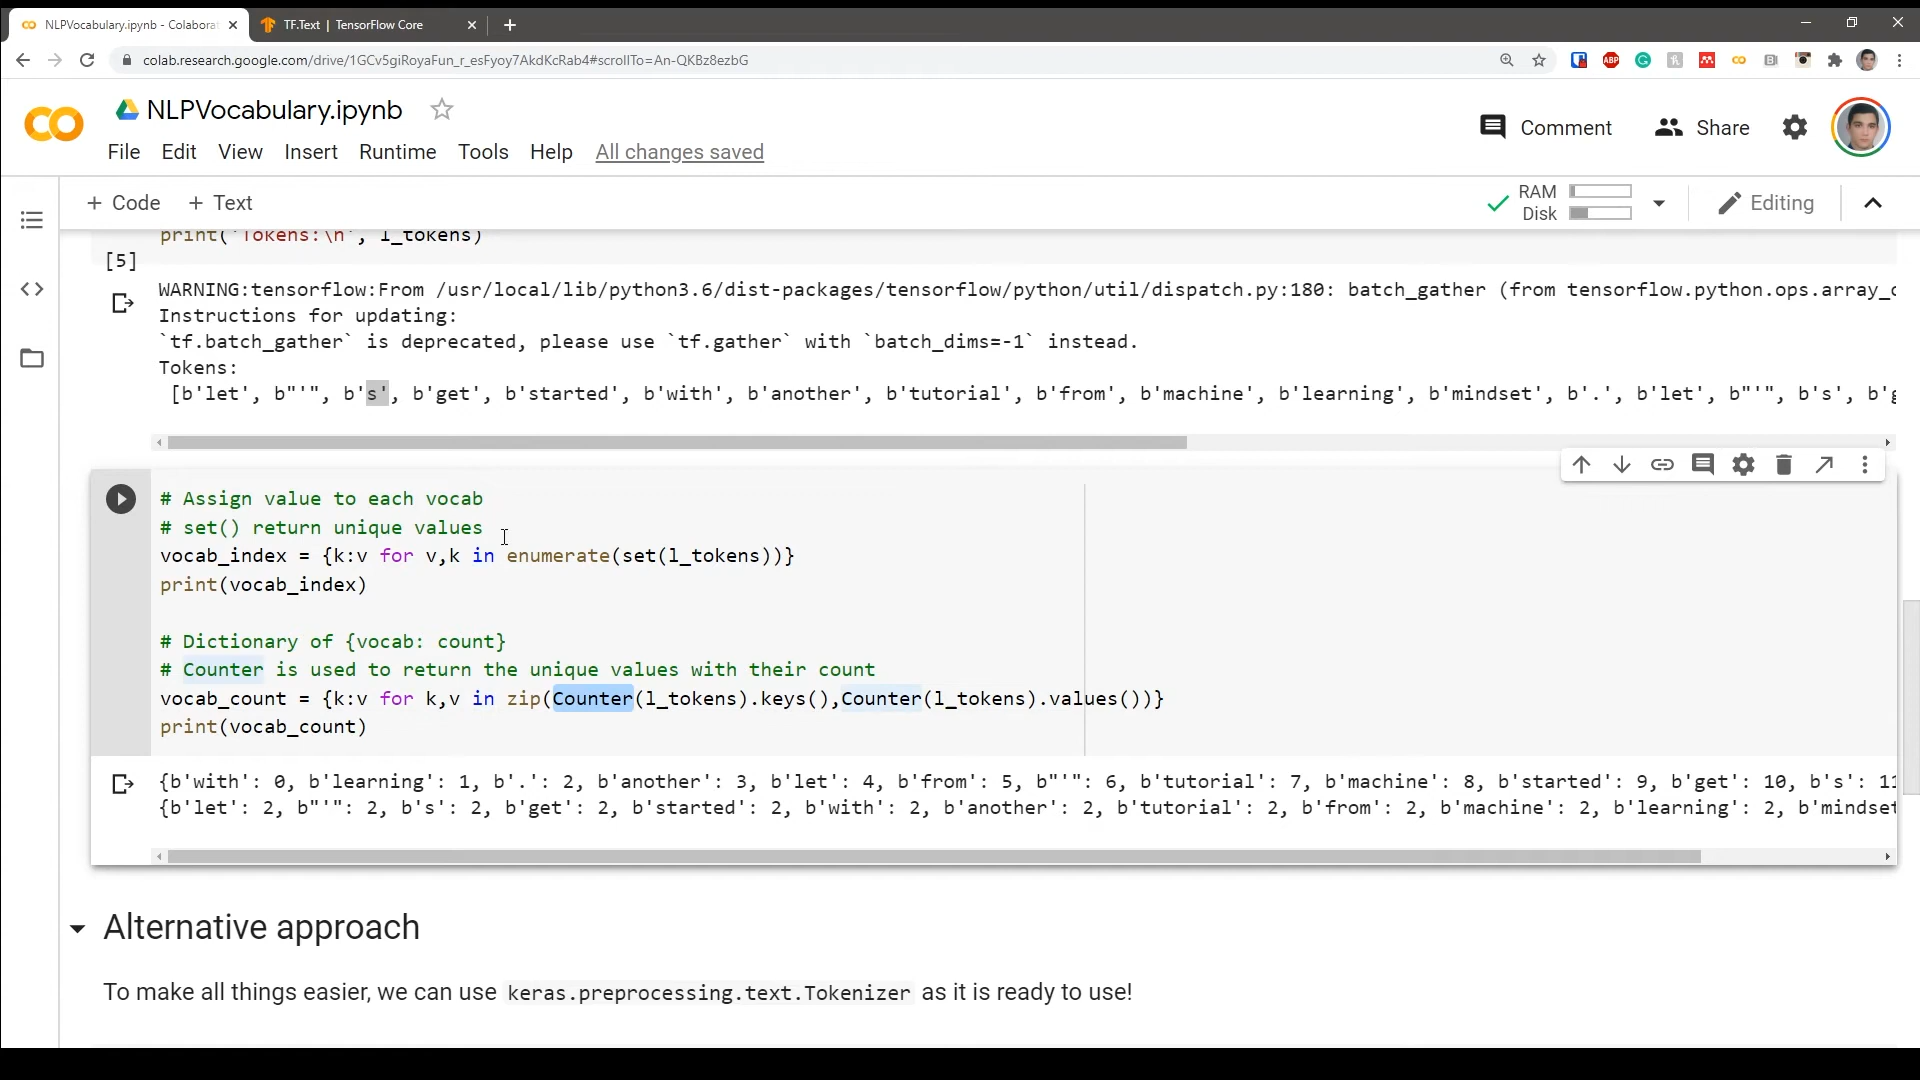 NLPVocabulary.ipynb - Colaborat
TF.Text | TensorFlow Core
colab.research.google.com/drive/1GCv5giRoyaFun_r_esFyoy7AkdKcRab4#scrollTo=An-QKBz8ezbG
ABP
NLPVocabulary.ipynb
Comment
Share
File Edit View Insert Runtime Tools Help All changes saved
+ Code + Text
RAM
Disk
Editing
print('Tokens:\n', l_tokens)
[5]
WARNING:tensorflow:From /usr/local/lib/python3.6/dist-packages/tensorflow/python/util/dispatch.py:180: batch_gather (from tensorflow.python.ops.array_o
Instructions for updating:
`tf.batch_gather` is deprecated, please use `tf.gather` with `batch_dims=-1` instead.
Tokens:
[b'let', b"'", b's', b'get', b'started', b'with', b'another', b'tutorial', b'from', b'machine', b'learning', b'mindset', b'.', b'let', b"'", b's', b'g
# Assign value to each vocab
# set() return unique values
vocab_index = {k:v for v,k in enumerate(set(l_tokens))}
print(vocab_index)
# Dictionary of {vocab: count}
# Counter is used to return the unique values with their count
vocab_count = {k:v for k,v in zip(Counter(l_tokens).keys(),Counter(l_tokens).values())}
print(vocab_count)
{b'with': 0, b'learning': 1, b'.': 2, b'another': 3, b'let': 4, b'from': 5, b"'": 6, b'tutorial': 7, b'machine': 8, b'started': 9, b'get': 10, b's': 11
{b'let': 2, b"'": 2, b's': 2, b'get': 2, b'started': 2, b'with': 2, b'another': 2, b'tutorial': 2, b'from': 2, b'machine': 2, b'learning': 2, b'mindset
Alternative approach
To make all things easier, we can use keras.preprocessing.text.Tokenizer as it is ready to use!